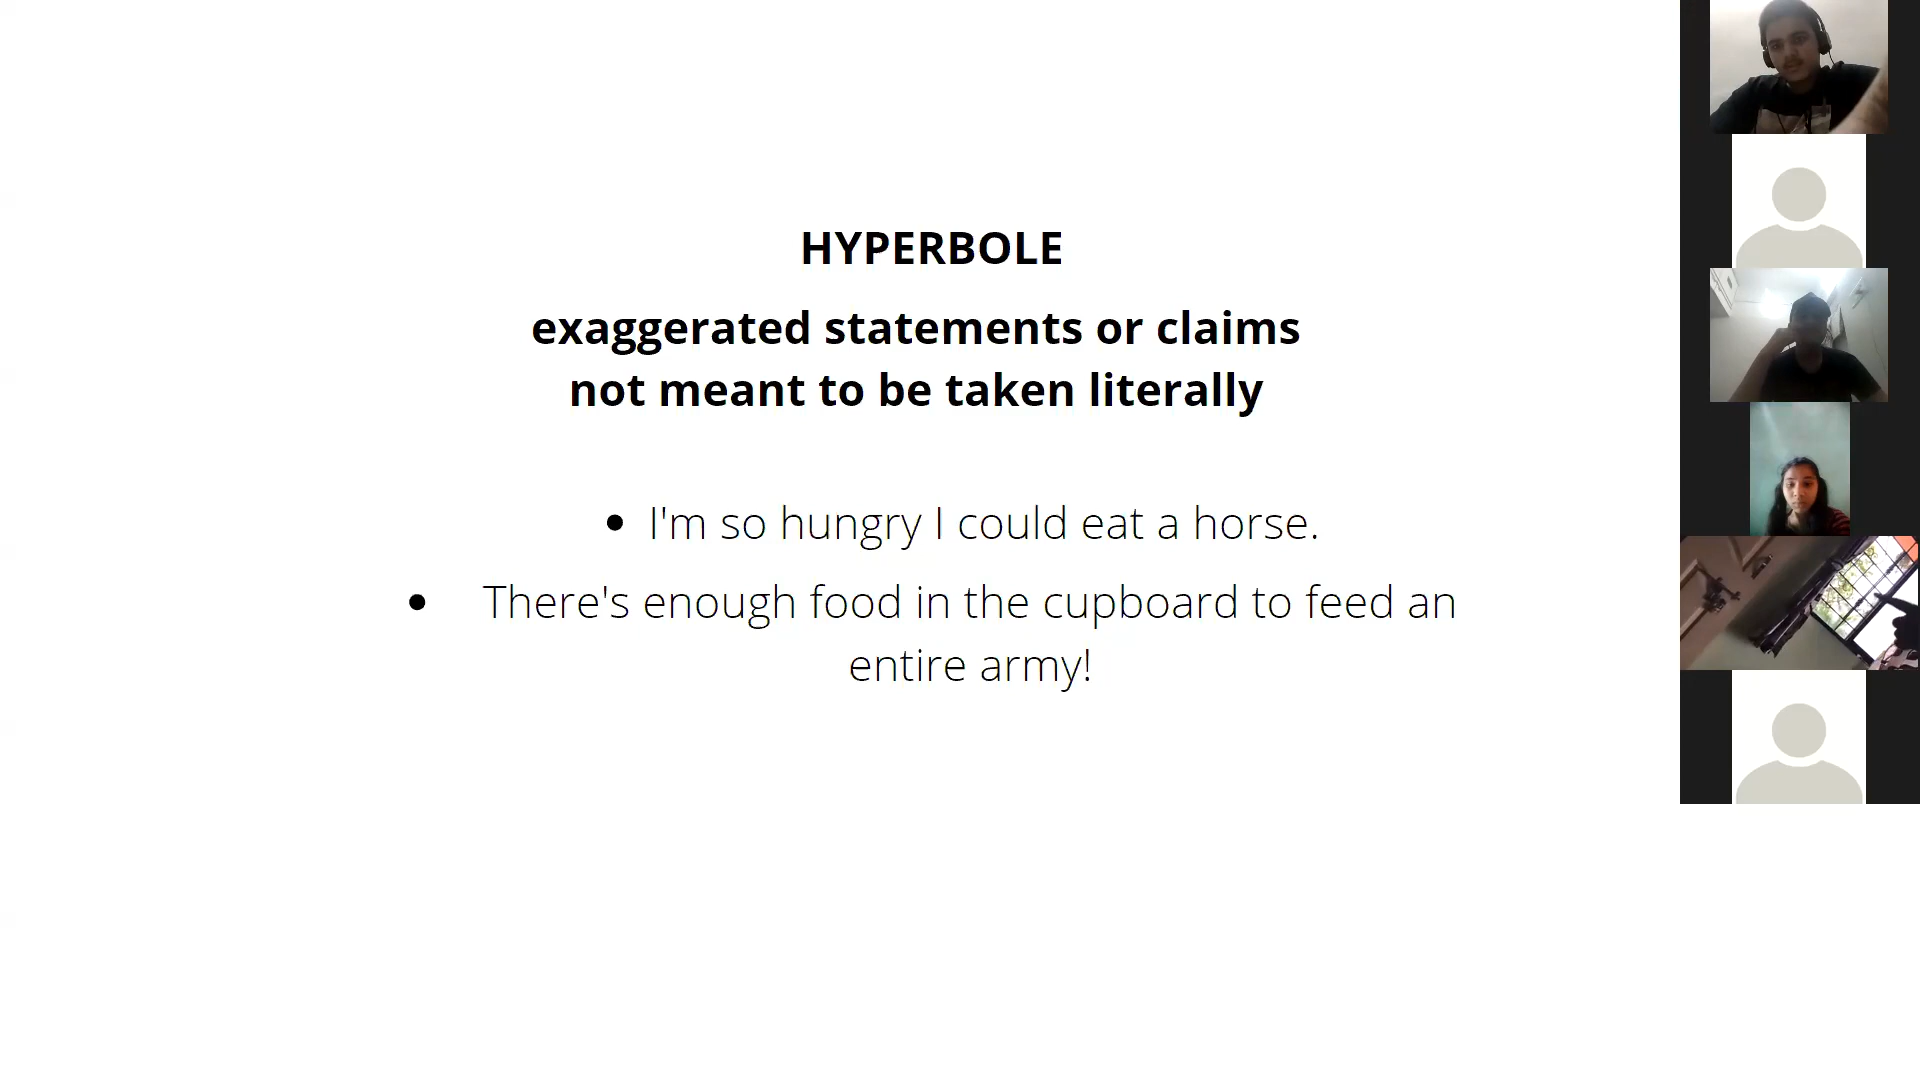 HYPERBOLE
exaggerated statements or claims
not meant to be taken literally
• I'm so hungry I could eat a horse.
• There's enough food in the cupboard to feed an
entire army!